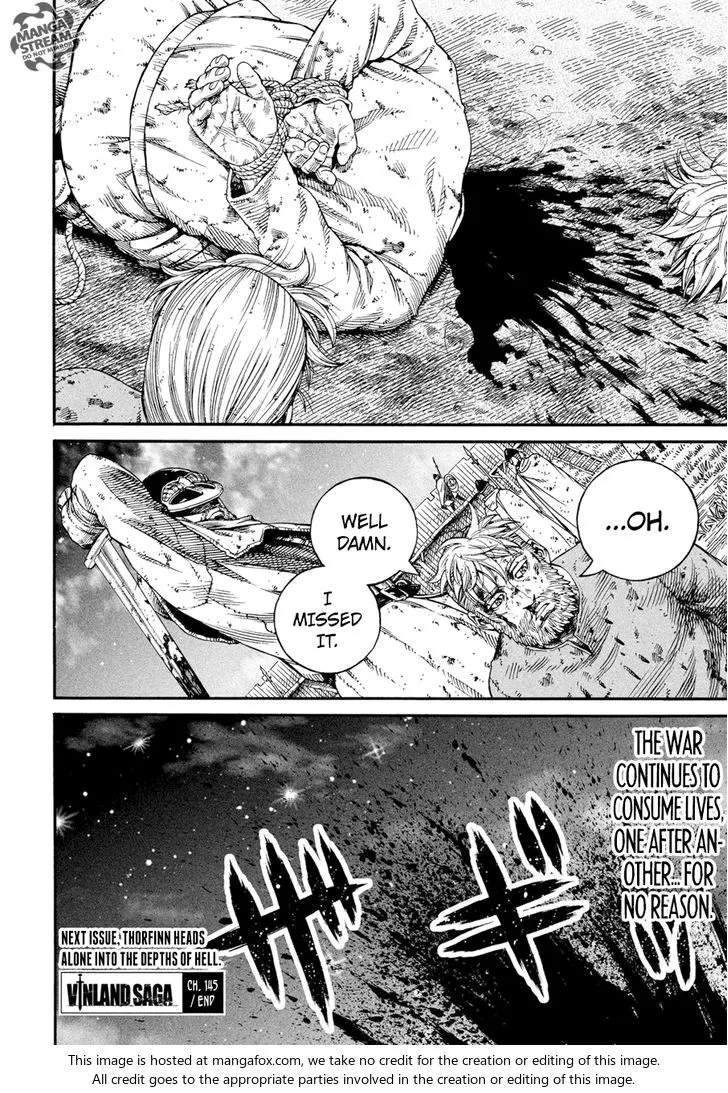 MANGA
STREAM
DO NOT MIRROR
...OH.
WELL
DAMN.
I
MISSED
IT.
THE WAR
CONTINUES TO
CONSUME LIVES,
ONE AFTER AN-
OTHER... FOR
NO REASON.
NEXT ISSUE, THORFINN HEADS
ALONE INTO THE DEPTHS OF HELL.
VINLAND SAGA
CH. 145
/ END
This image is hosted at mangafox.com, we take no credit for the creation or editing of this image.
All credit goes to the appropriate parties involved in the creation or editing of this image.